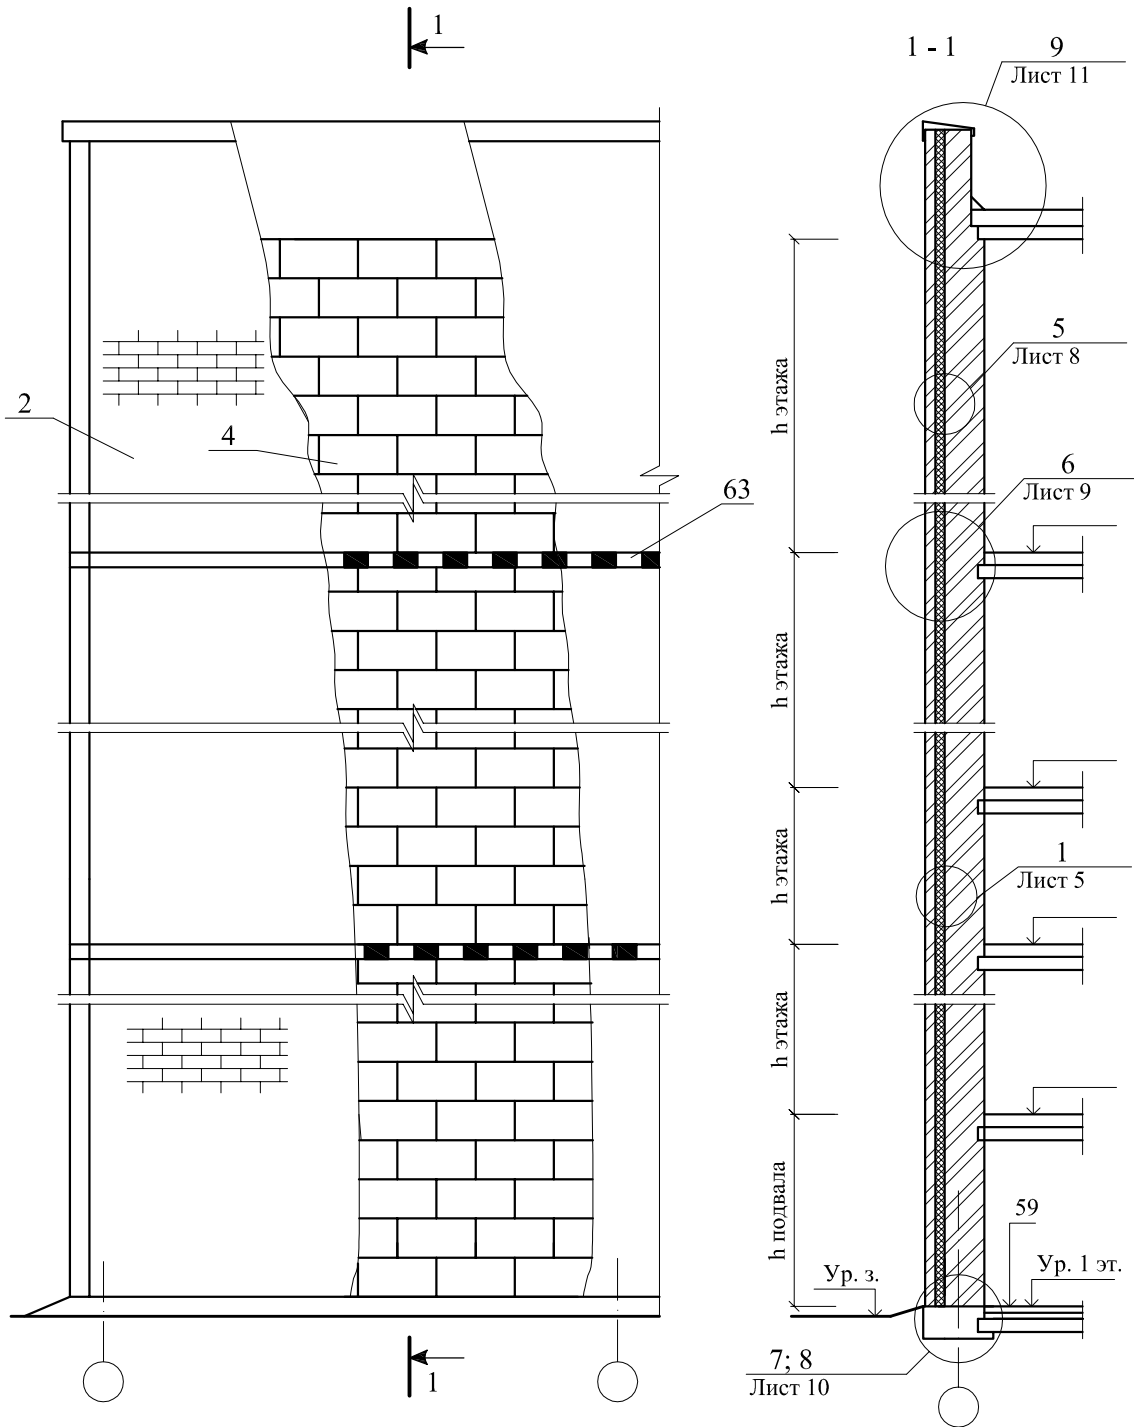 1
1 - 1
9
Лист 11
5
Лист 8
h этажа
2
4
6
Лист 9
63
h этажа
1
Лист 5
h этажа
h этажа
h подвала
59
Ур. з.
Ур. 1 эт.
7; 8
Лист 10
1